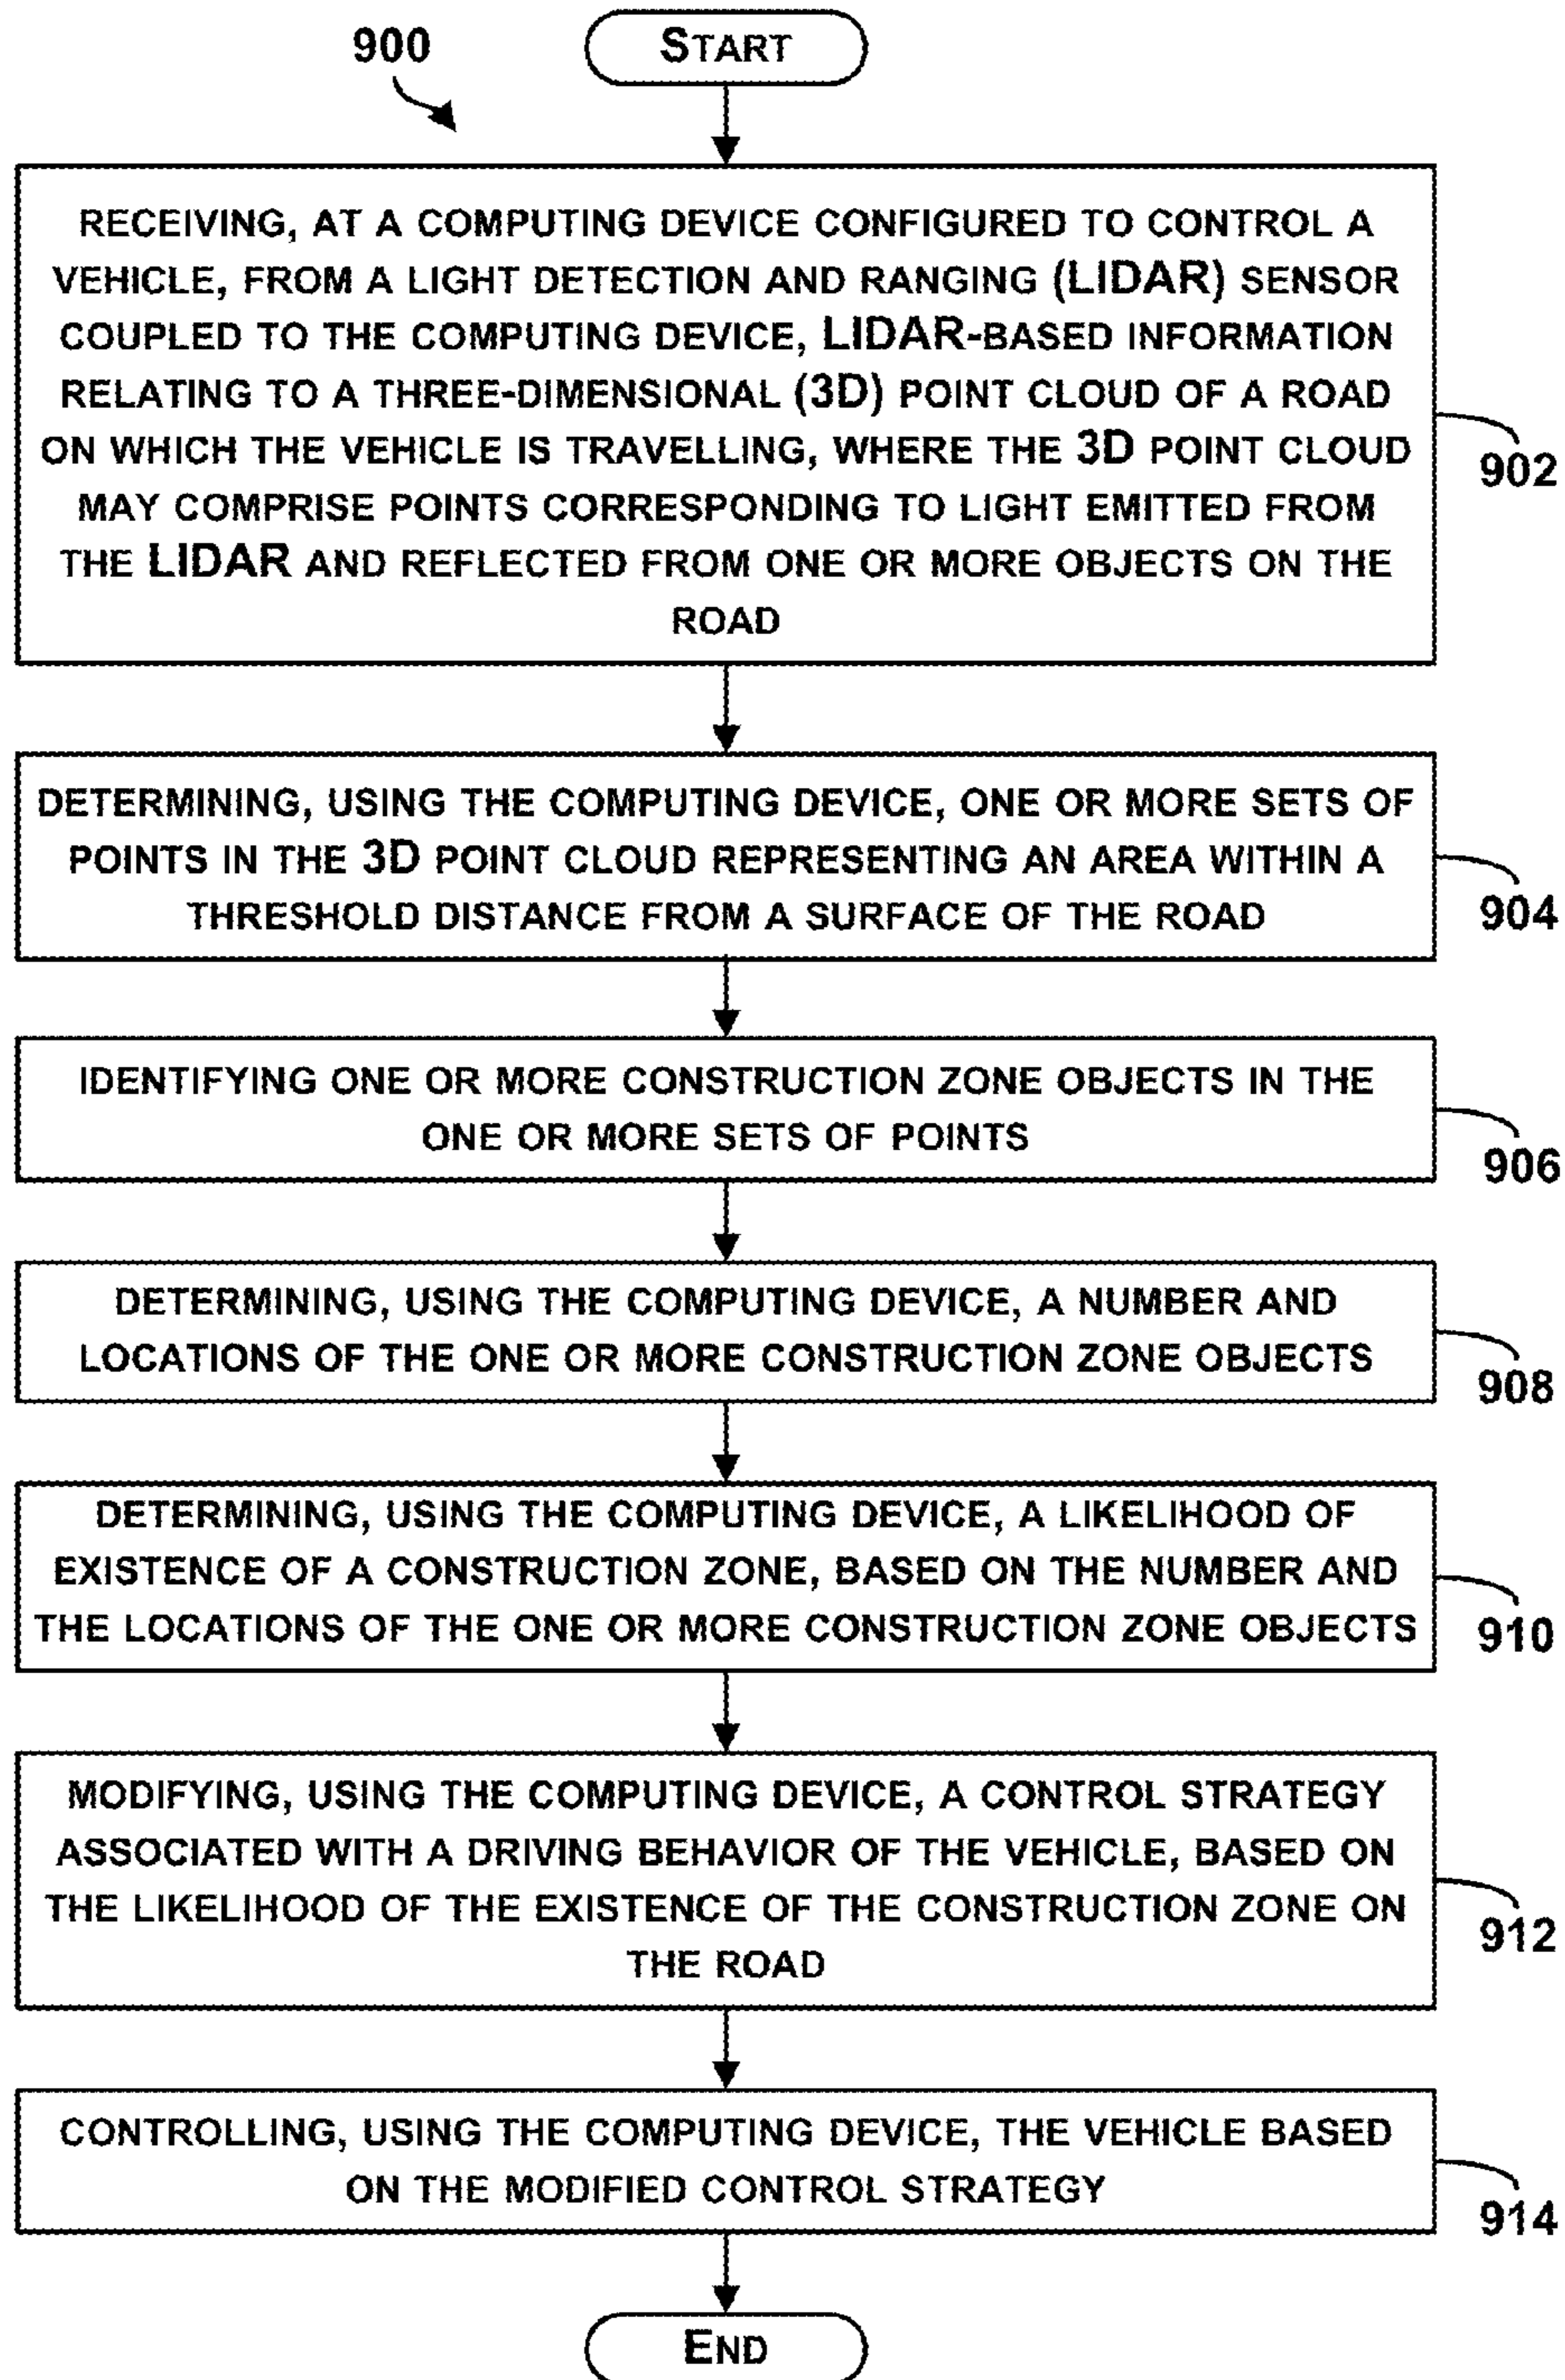 900
START
RECEIVING, AT A COMPUTING DEVICE CONFIGURED TO CONTROL A
VEHICLE, FROM A LIGHT DETECTION AND RANGING (LIDAR) SENSOR
COUPLED TO THE COMPUTING DEVICE, LIDAR-BASED INFORMATION
RELATING TO A THREE-DIMENSIONAL (3D) POINT CLOUD OF A ROAD
ON WHICH THE VEHICLE IS TRAVELLING, WHERE THE 3D POINT CLOUD
MAY COMPRISE POINTS CORRESPONDING TO LIGHT EMITTED FROM
THE LIDAR AND REFLECTED FROM ONE OR MORE OBJECTS ON THE
ROAD
902
DETERMINING, USING THE COMPUTING DEVICE, ONE OR MORE SETS OF
POINTS IN THE 3D POINT CLOUD REPRESENTING AN AREA WITHIN A
THRESHOLD DISTANCE FROM A SURFACE OF THE ROAD
904
IDENTIFYING ONE OR MORE CONSTRUCTION ZONE OBJECTS IN THE
ONE OR MORE SETS OF POINTS
906
DETERMINING, USING THE COMPUTING DEVICE, A NUMBER AND
LOCATIONS OF THE ONE OR MORE CONSTRUCTION ZONE OBJECTS
908
DETERMINING, USING THE COMPUTING DEVICE, A LIKELIHOOD OF
EXISTENCE OF A CONSTRUCTION ZONE, BASED ON THE NUMBER AND
THE LOCATIONS OF THE ONE OR MORE CONSTRUCTION ZONE OBJECTS
910
MODIFYING, USING THE COMPUTING DEVICE, A CONTROL STRATEGY
ASSOCIATED WITH A DRIVING BEHAVIOR OF THE VEHICLE, BASED ON
THE LIKELIHOOD OF THE EXISTENCE OF THE CONSTRUCTION ZONE ON
THE ROAD
912
CONTROLLING, USING THE COMPUTING DEVICE, THE VEHICLE BASED
ON THE MODIFIED CONTROL STRATEGY
914
END